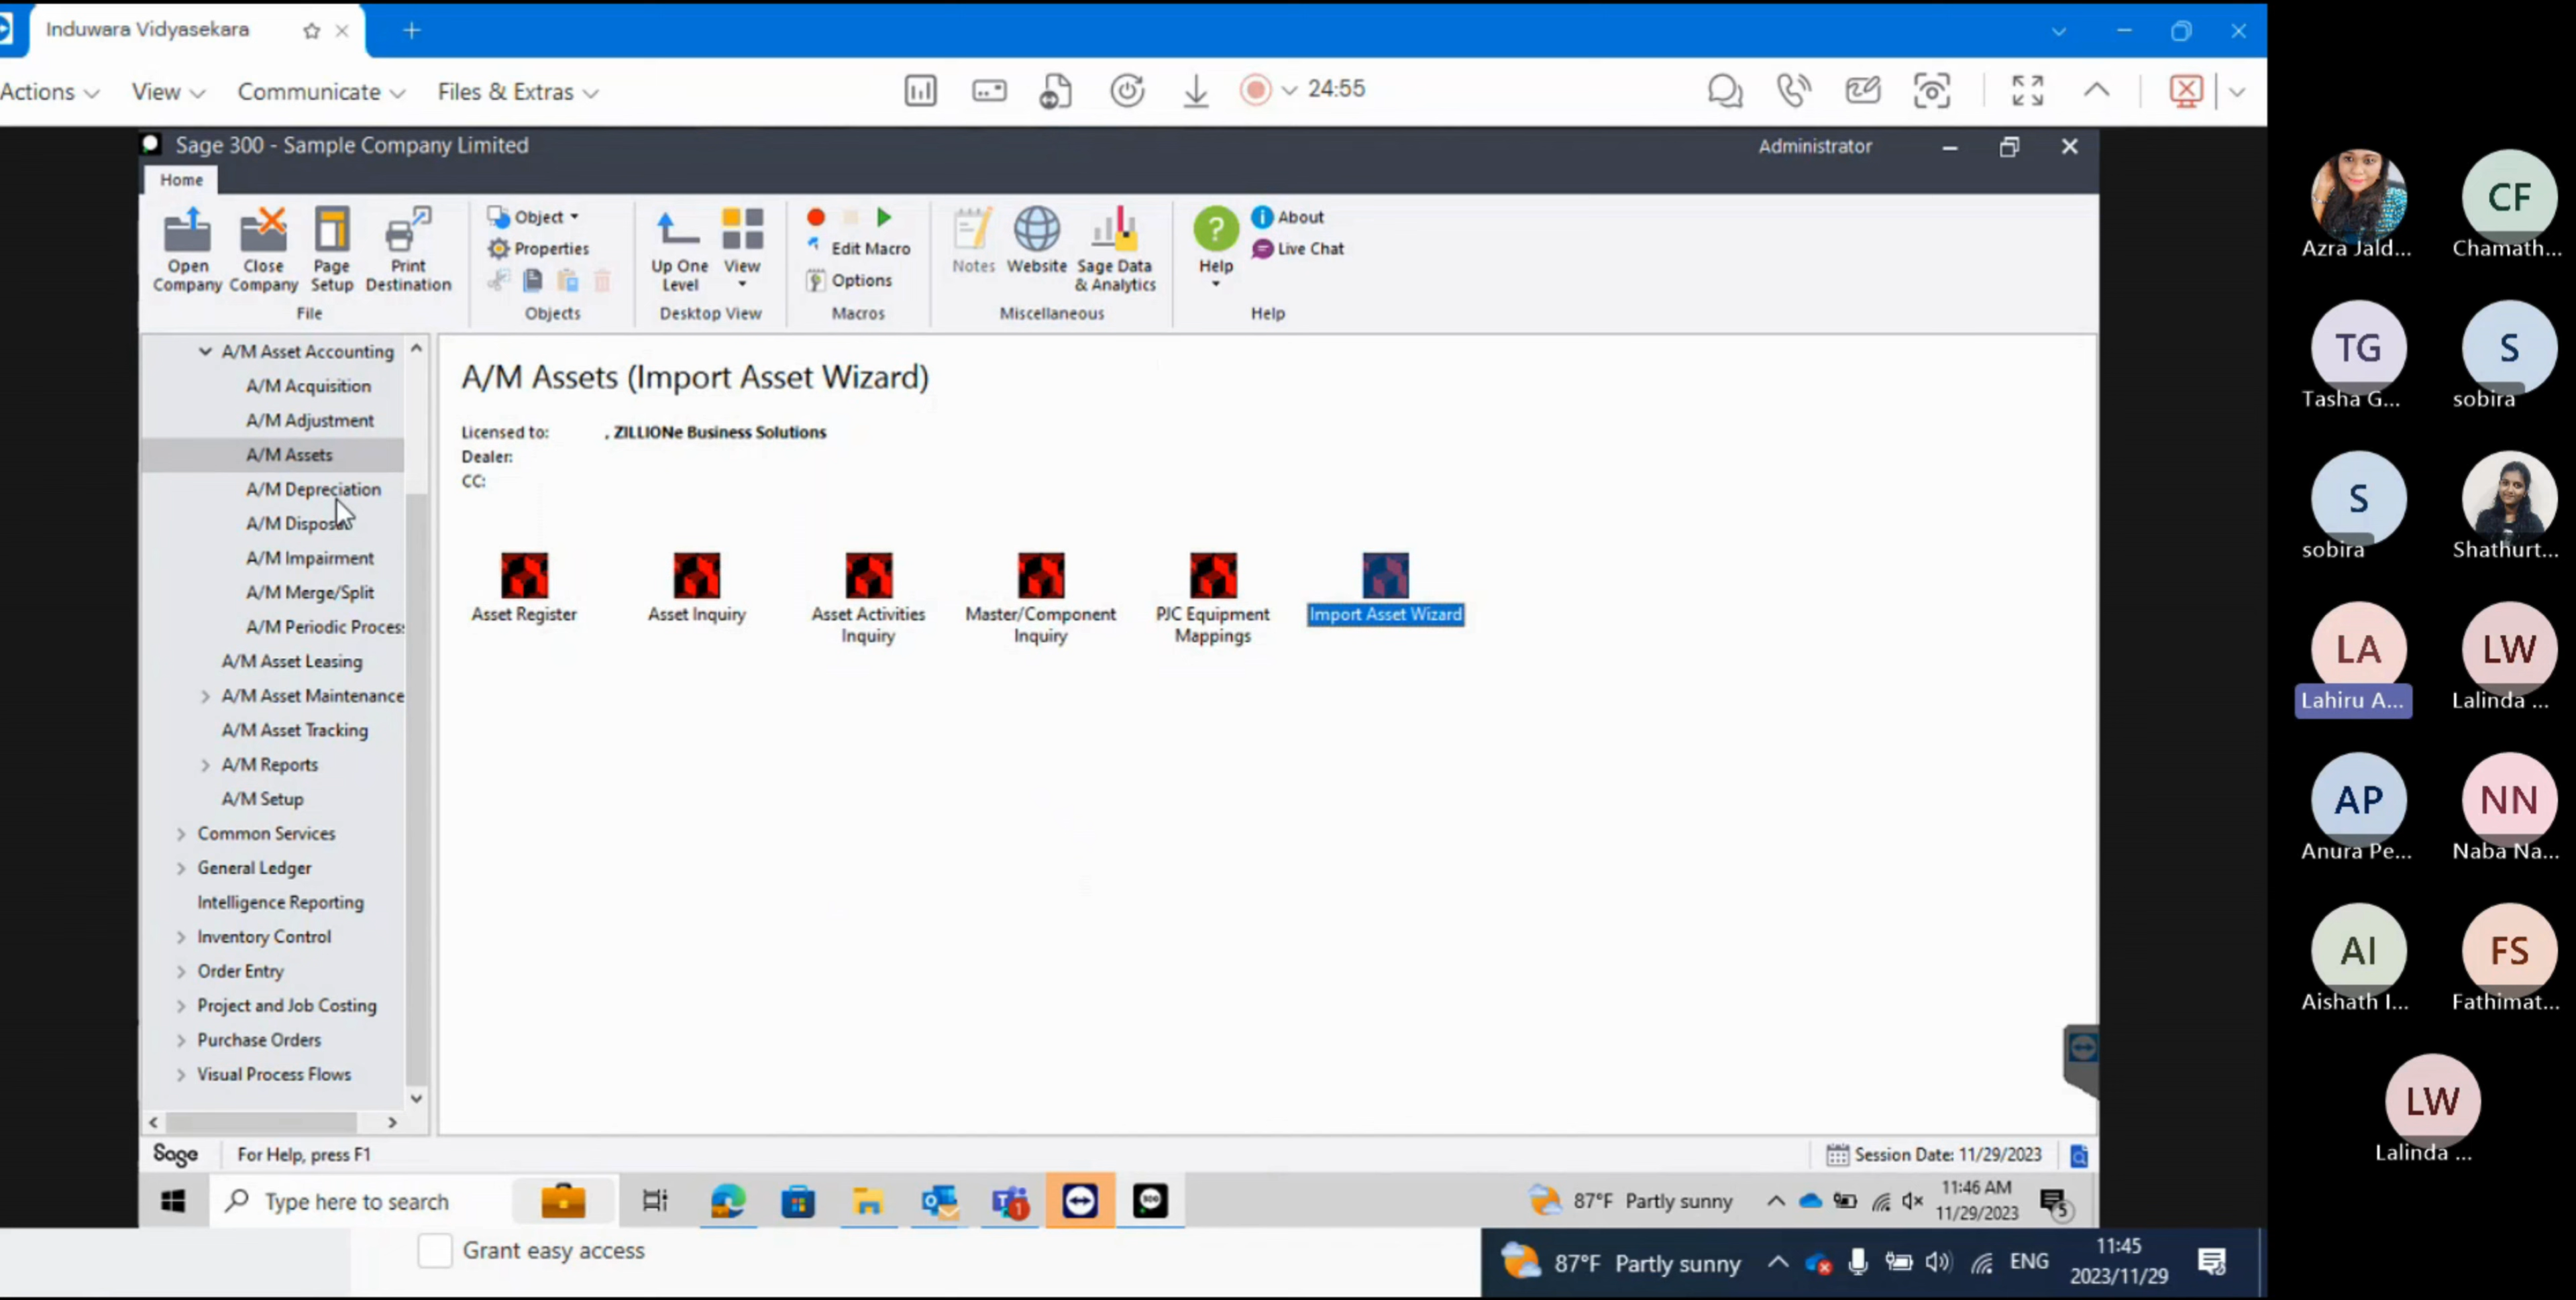 Induwara Vidyasekara
Actions View Communicate Files & Extras 24:55
Sage 300 - Sample Company Limited Administrator
Home
Open Company
Close Company
Page Setup
Print Destination
File
Object
Properties
Objects
Up One Level
View
Desktop View
Edit Macro
Options
Macros
Notes
Website
Sage Data & Analytics
Miscellaneous
Help
About
Live Chat
Help
A/M Asset Accounting
A/M Acquisition
A/M Adjustment
A/M Assets
A/M Depreciation
A/M Disposal
A/M Impairment
A/M Merge/Split
A/M Periodic Process
A/M Asset Leasing
A/M Asset Maintenance
A/M Asset Tracking
A/M Reports
A/M Setup
Common Services
General Ledger
Intelligence Reporting
Inventory Control
Order Entry
Project and Job Costing
Purchase Orders
Visual Process Flows
A/M Assets (Import Asset Wizard)
Licensed to: , ZILLIONe Business Solutions
Dealer:
CC:
Asset Register
Asset Inquiry
Asset Activities
Inquiry
Master/Component
Inquiry
PJC Equipment
Mappings
Import Asset Wizard
Sage For Help, press F1 Session Date: 11/29/2023
Type here to search
300
1
87°F Partly sunny
11:46 AM
11/29/2023
5
Grant easy access
87°F Partly sunny ENG
11:45
2023/11/29
Azra Jald...
CF
Chamath...
TG
Tasha G...
S
sobira
S
sobira
Shathurt...
LA
Lahiru A...
LW
Lalinda ...
AP
Anura Pe...
NN
Naba Na...
AI
Aishath I...
FS
Fathimat...
LW
Lalinda ...